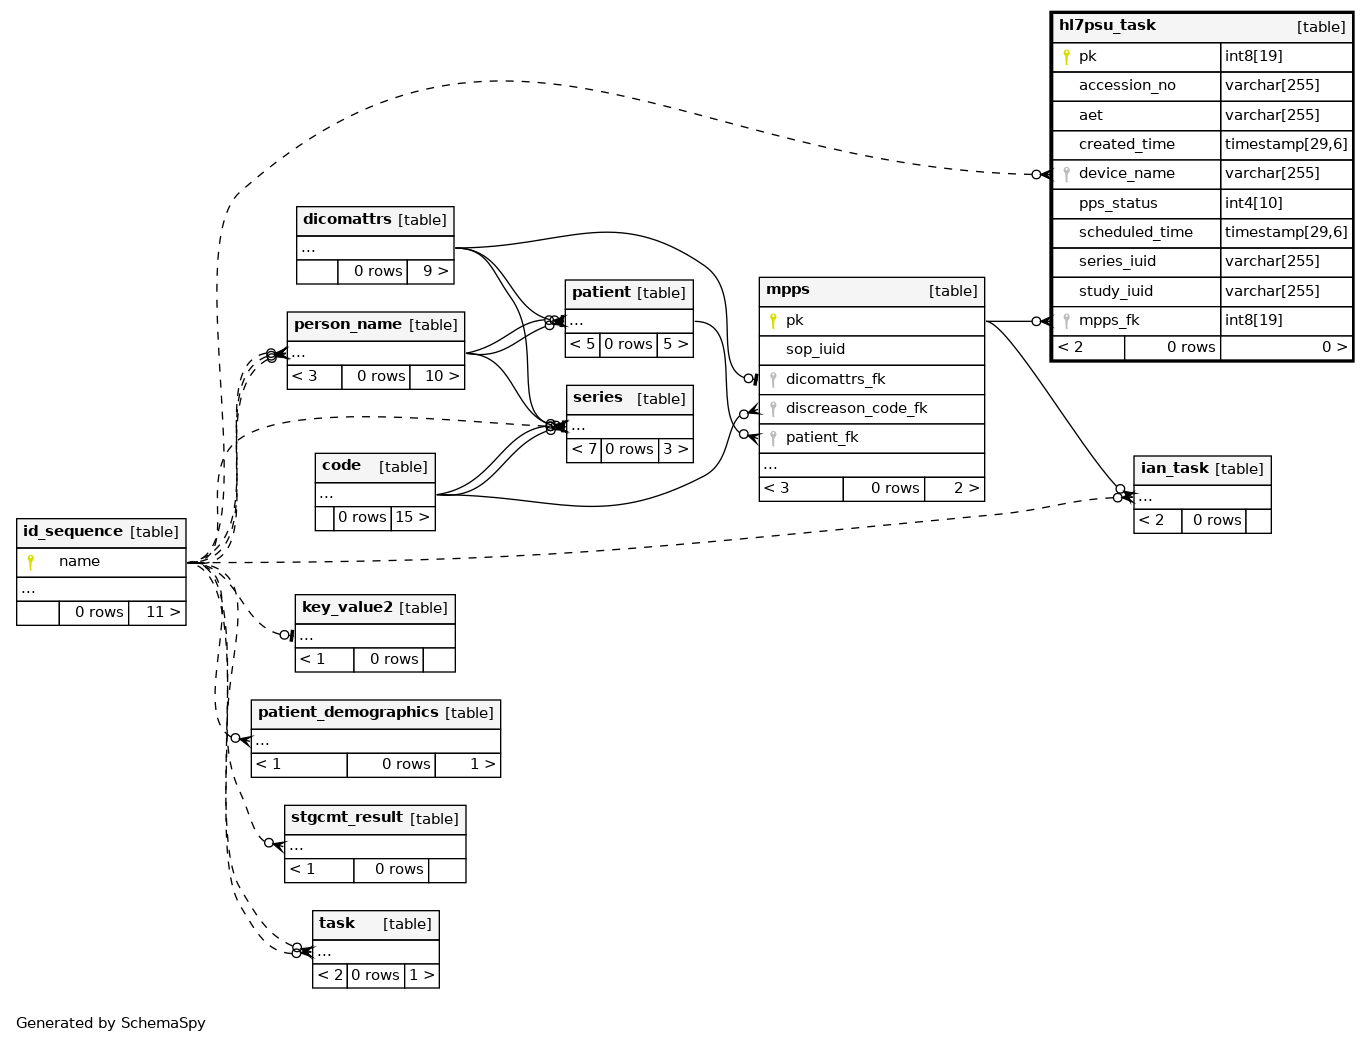 hl7psu_task [table]
pk int8[19]
accession_no varchar[255]
aet varchar[255]
created_time timestamp[29,6]
device_name varchar[255]
pps_status int4[10]
scheduled_time timestamp[29,6]
series_iuid varchar[255]
study_iuid varchar[255]
mpps_fk int8[19]
< 2 0 rows 0 >
dicomattrs [table]
...
0 rows 9 >
person_name [table]
...
< 3 0 rows 10 >
patient [table]
...
< 5 0 rows 5 >
series [table]
...
< 7 0 rows 3 >
code [table]
...
0 rows 15 >
mpps [table]
pk
sop_iuid
dicomattrs_fk
discreason_code_fk
patient_fk
...
< 3 0 rows 2 >
ian_task [table]
...
< 2 0 rows
id_sequence [table]
name
...
0 rows 11 >
key_value2 [table]
...
< 1 0 rows
patient_demographics [table]
...
< 1 0 rows 1 >
stgcmt_result [table]
...
< 1 0 rows
task [table]
...
< 2 0 rows 1 >
Generated by SchemaSpy